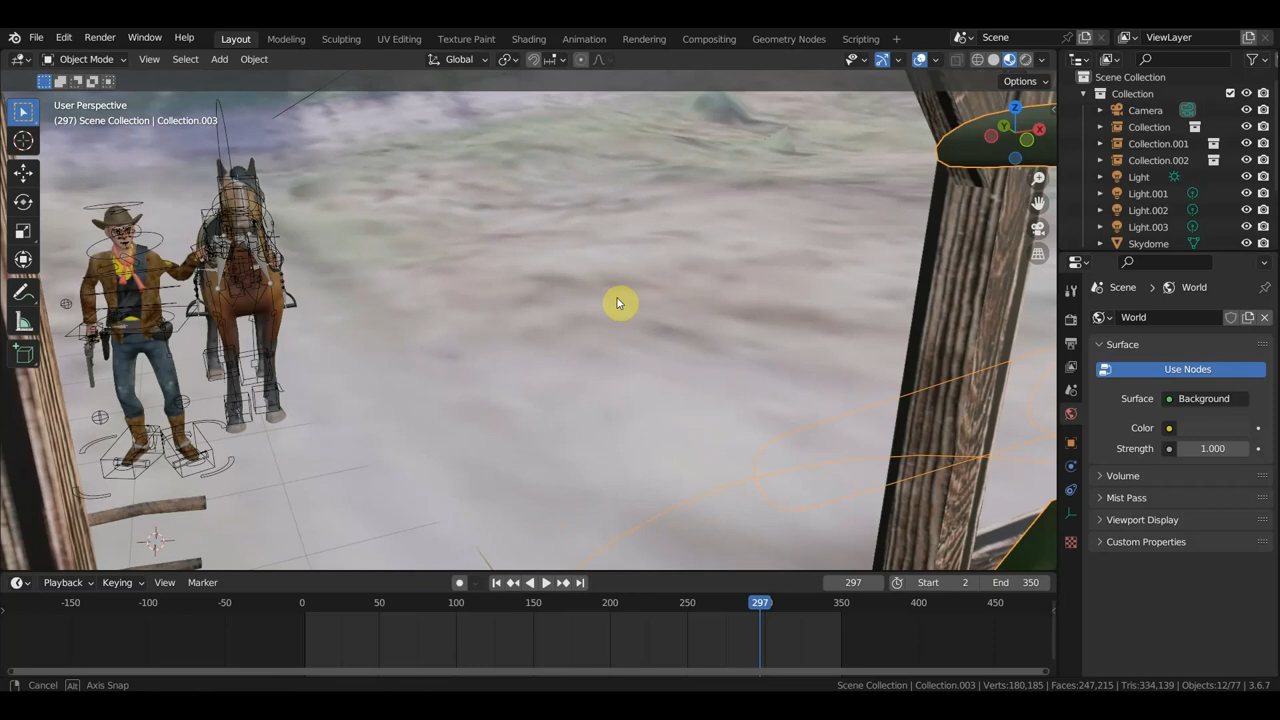 File Edit Render Window Help Layout Modeling Sculpting UV Editing Texture Paint Shading Animation Rendering Compositing Geometry Nodes Scripting + Scene ViewLayer
Object Mode View Select Add Object Global
Options
User Perspective
(297) Scene Collection | Collection.003
Z
Y
X
Scene Collection
Collection
Camera
Collection
Collection.001
Collection.002
Light
Light.001
Light.002
Light.003
Skydome
Scene > World
World
Surface
Use Nodes
Surface Background
Color
Strength 1.000
Volume
Mist Pass
Viewport Display
Custom Properties
Playback Keying View Marker 297 Start 2 End 350
-150 -100 -50 0 50 100 150 200 250 297 350 400 450
Cancel Alt Axis Snap Scene Collection | Collection.003 | Verts:180,185 | Faces:247,215 | Tris:334,139 | Objects:12/77 | 3.6.7